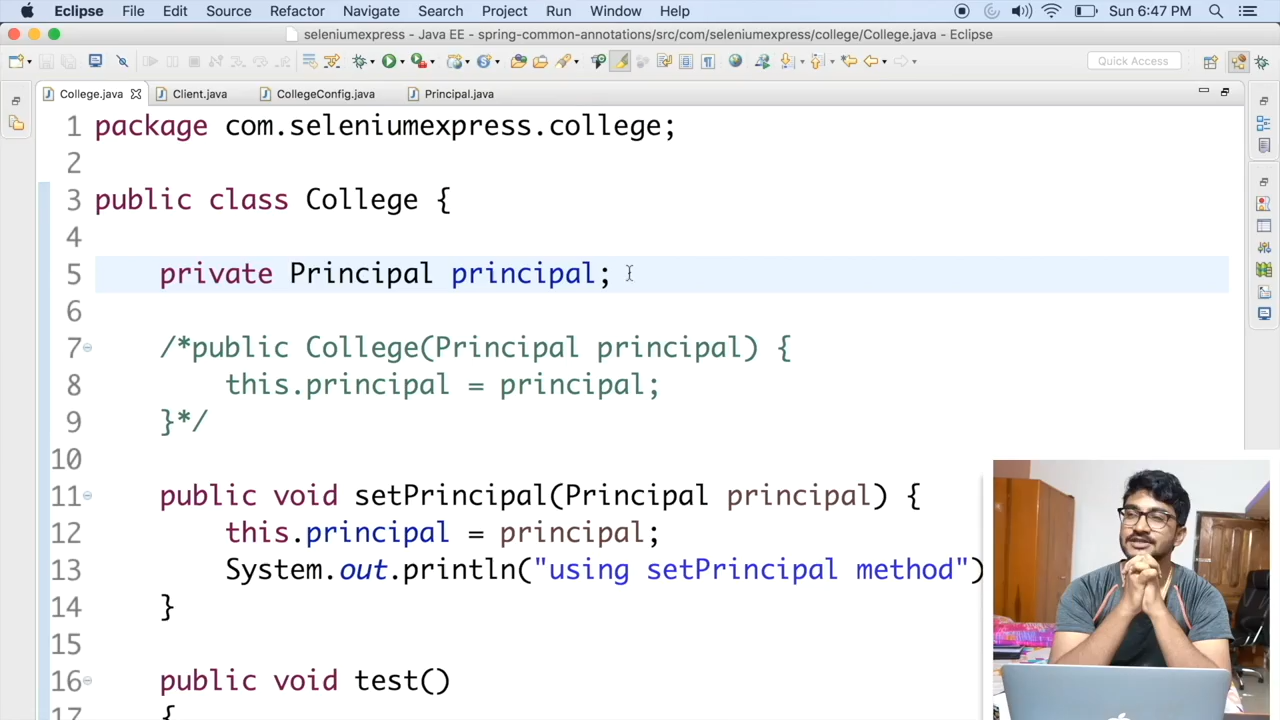 Eclipse File Edit Source Refactor Navigate Search Project Run Window Help Sun 6:47 PM
seleniumexpress - Java EE - spring-common-annotations/src/com/seleniumexpress/college/College.java - Eclipse
Quick Access
College.java Client.java CollegeConfig.java Principal.java
1 package com.seleniumexpress.college;
2
3 public class College {
4
5 private Principal principal;
6
7 /*public College(Principal principal) {
8 this.principal = principal;
9 }*/
10
11 public void setPrincipal(Principal principal) {
12 this.principal = principal;
13 System.out.println("using setPrincipal method")
14 }
15
16 public void test()
17 {